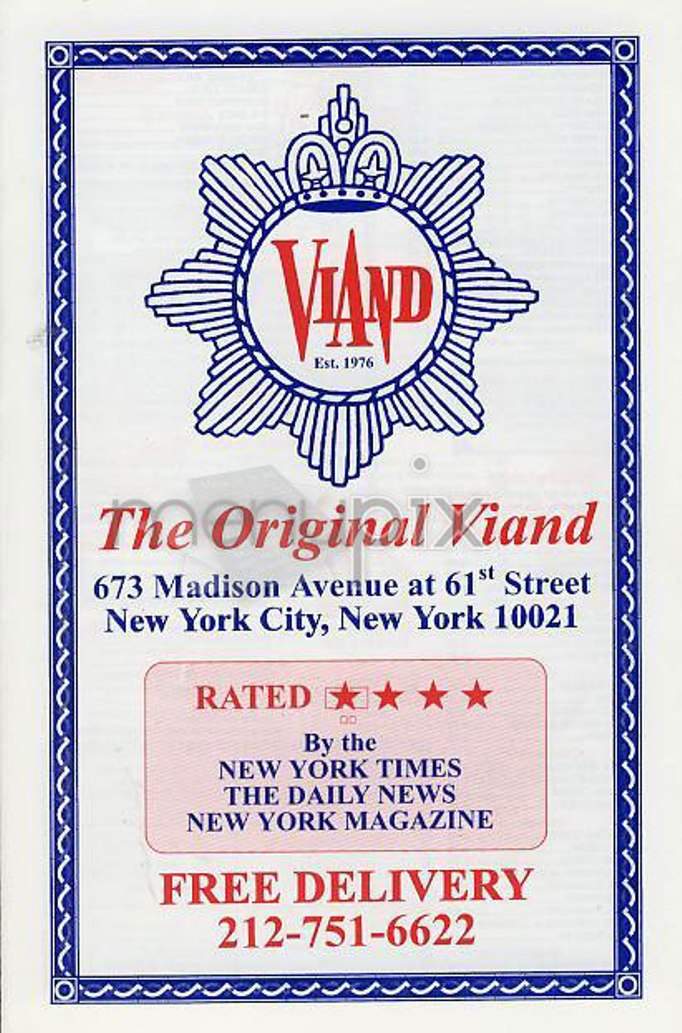 VIAND
Est. 1976
menupix
The Original Viand
673 Madison Avenue at 61st Street
New York City, New York 10021
RATED ★ ★ ★ ★
By the
NEW YORK TIMES
THE DAILY NEWS
NEW YORK MAGAZINE
FREE DELIVERY
212-751-6622